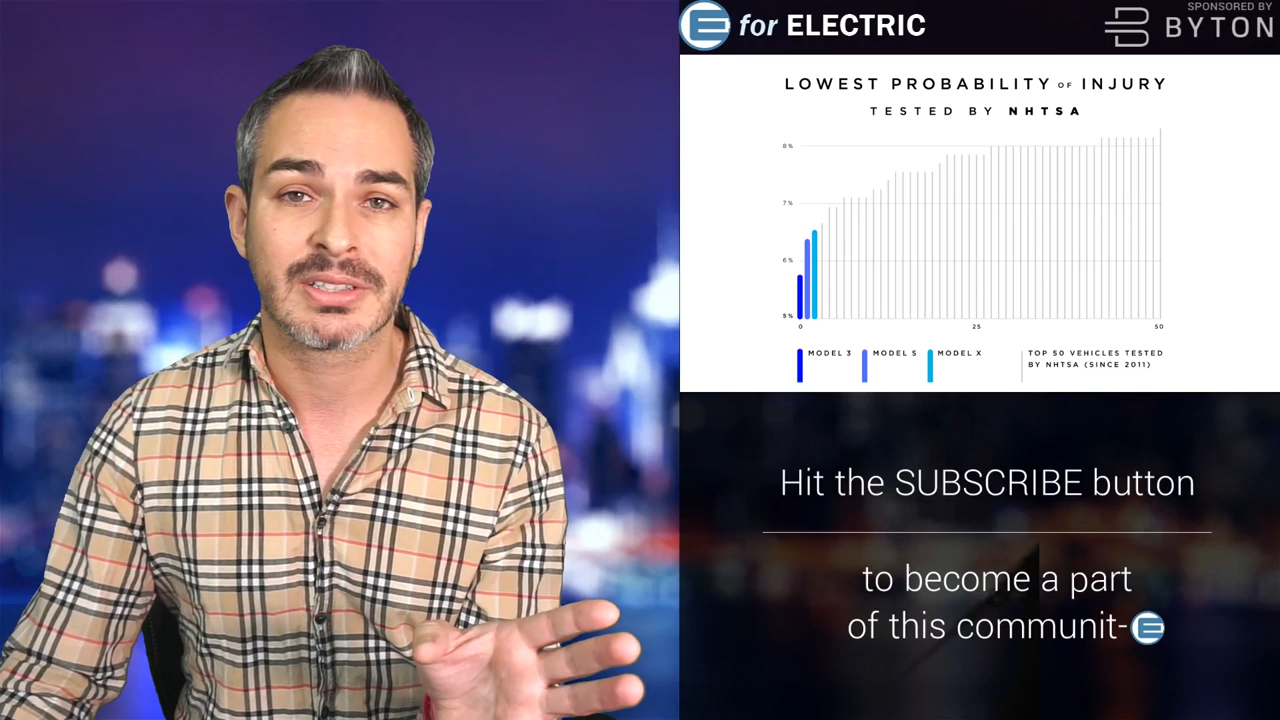 E for ELECTRIC
SPONSORED BY
BYTON
LOWEST PROBABILITY OF INJURY
TESTED BY NHTSA
8%
7%
6%
5%
0
25
50
MODEL 3
MODEL S
MODEL X
TOP 50 VEHICLES TESTED
BY NHTSA (SINCE 2011)
Hit the SUBSCRIBE button
to become a part
of this communit-E